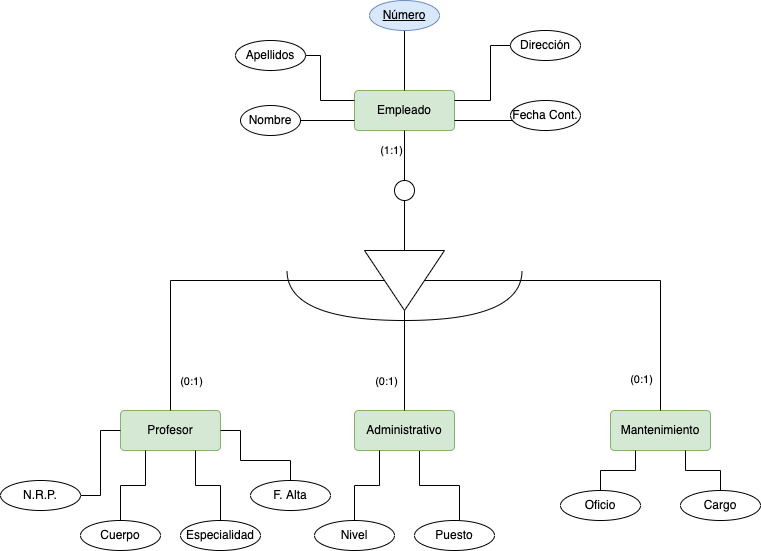 Número
Apellidos
Dirección
Empleado
Nombre
Fecha Cont.
(1:1)
(0:1)
(0:1)
(0:1)
Profesor
Administrativo
Mantenimiento
N.R.P.
F. Alta
Oficio
Cargo
Cuerpo
Especialidad
Nivel
Puesto